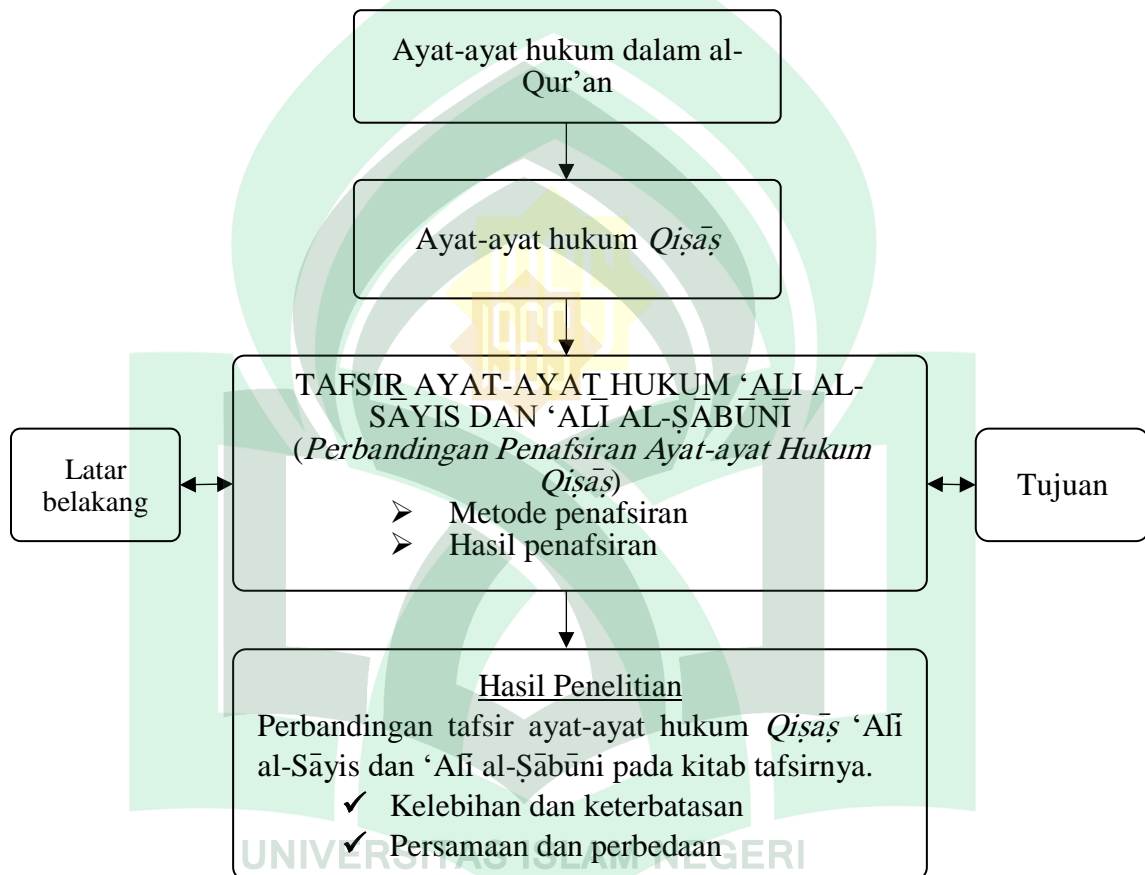 Ayat-ayat hukum dalam al-
Qur’an
Ayat-ayat hukum Qiṣāṣ
TAFSIR AYAT-AYAT HUKUM ‘ALI AL-
SĀYIS DAN ‘ALĪ AL-ṢĀBŪNĪ
(Perbandingan Penafsiran Ayat-ayat Hukum
Qiṣāṣ)
➢ Metode penafsiran
➢ Hasil penafsiran
Latar
belakang
Tujuan
Hasil Penelitian
Perbandingan tafsir ayat-ayat hukum Qiṣāṣ ‘Alī
al-Sāyis dan ‘Alī al-Ṣābūni pada kitab tafsirnya.
✓ Kelebihan dan keterbatasan
✓ Persamaan dan perbedaan
UNIVERSITAS ISLAM NEGERI